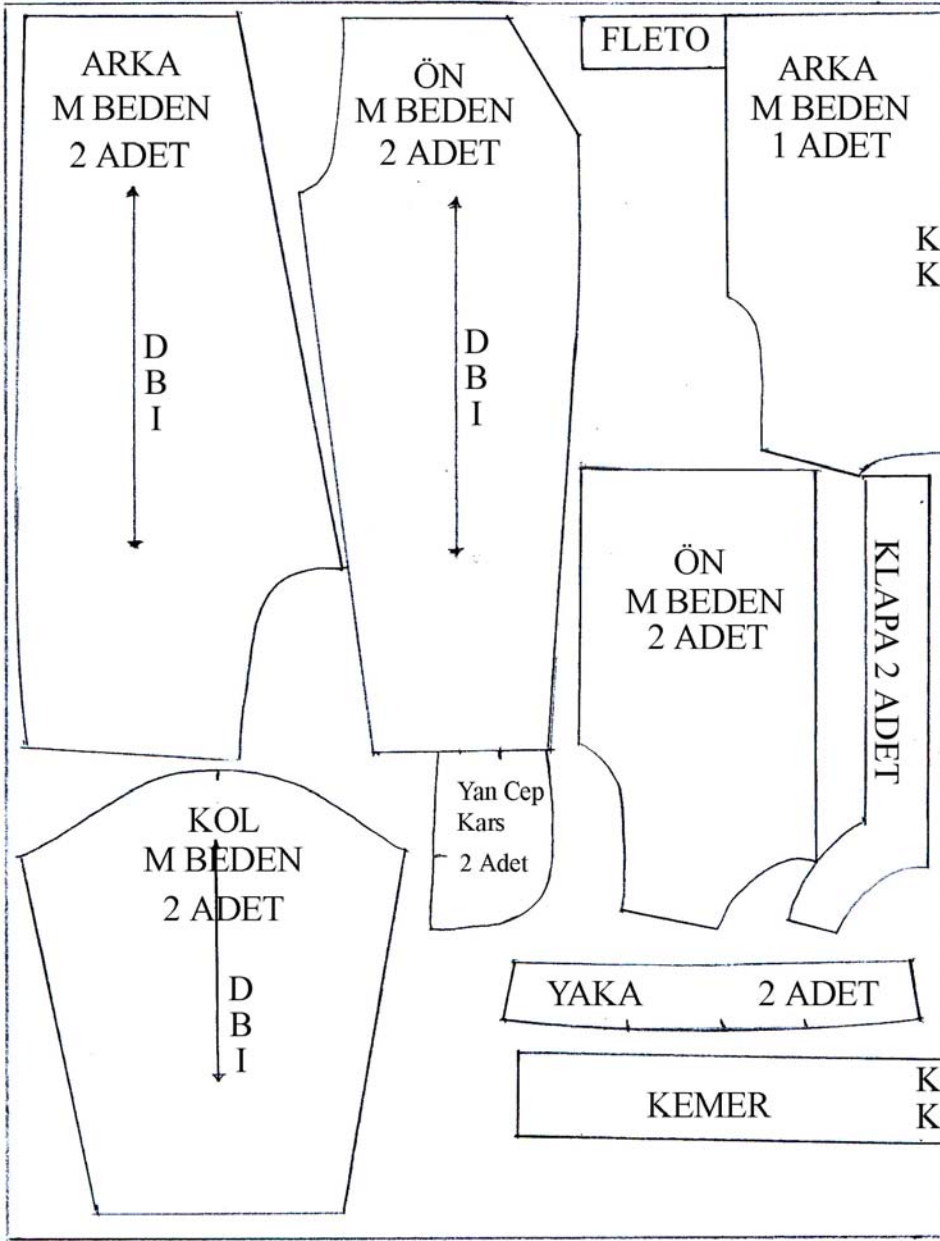 ARKA
M BEDEN
2 ADET
D
B
I
ÖN
M BEDEN
2 ADET
D
B
I
FLETO
ARKA
M BEDEN
1 ADET
K
K
ÖN
M BEDEN
2 ADET
KLAPA 2 ADET
KOL
M BEDEN
2 ADET
D
B
I
Yan Cep
Kars
2 Adet
YAKA 2 ADET
KEMER
K
K